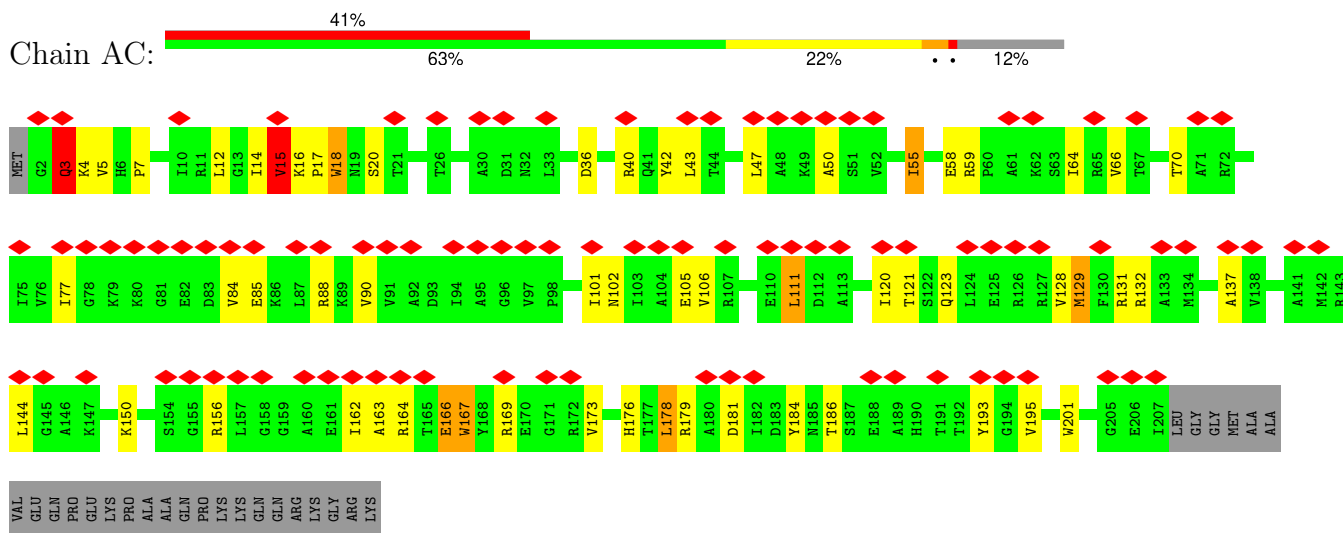 41%
Chain AC:
63% 22% • • 12%
MET G2 Q3 K4 V5 H6 P7 I10 R11 L12 G13 I14 V15 K16 P17 W18 N19 S20 T21 T26 A30 D31 N32 L33 D36 R40 Q41 Y42 L43 T44 L47 A48 K49 A50 S51 V52 I55 E58 R59 P60 A61 K62 S63 I64 R65 V66 T67 T70 A71 R72
I75 V76 I77 G78 K79 K80 G81 E82 D83 V84 E85 K86 L87 R88 K89 V90 V91 A92 D93 I94 A95 G96 V97 P98 I101 N102 I103 A104 E105 V106 R107 E110 L111 D112 A113 I120 T121 S122 Q123 L124 E125 R126 R127 V128 M129 F130 R131 R132 A133 M134 A137 V138 A141 M142 R143
L144 G145 A146 K147 K150 S154 G155 R156 L157 G158 G159 A160 E161 I162 A163 R164 T165 E166 W167 Y168 R169 E170 G171 R172 V173 H176 T177 L178 R179 A180 D181 I182 D183 Y184 N185 T186 S187 E188 A189 H190 T191 T192 Y193 G194 V195 W201 G205 E206 I207 LEU GLY GLY MET ALA ALA
VAL GLU GLN PRO GLU LYS PRO ALA ALA GLN PRO LYS LYS GLN GLN ARG LYS GLY ARG LYS